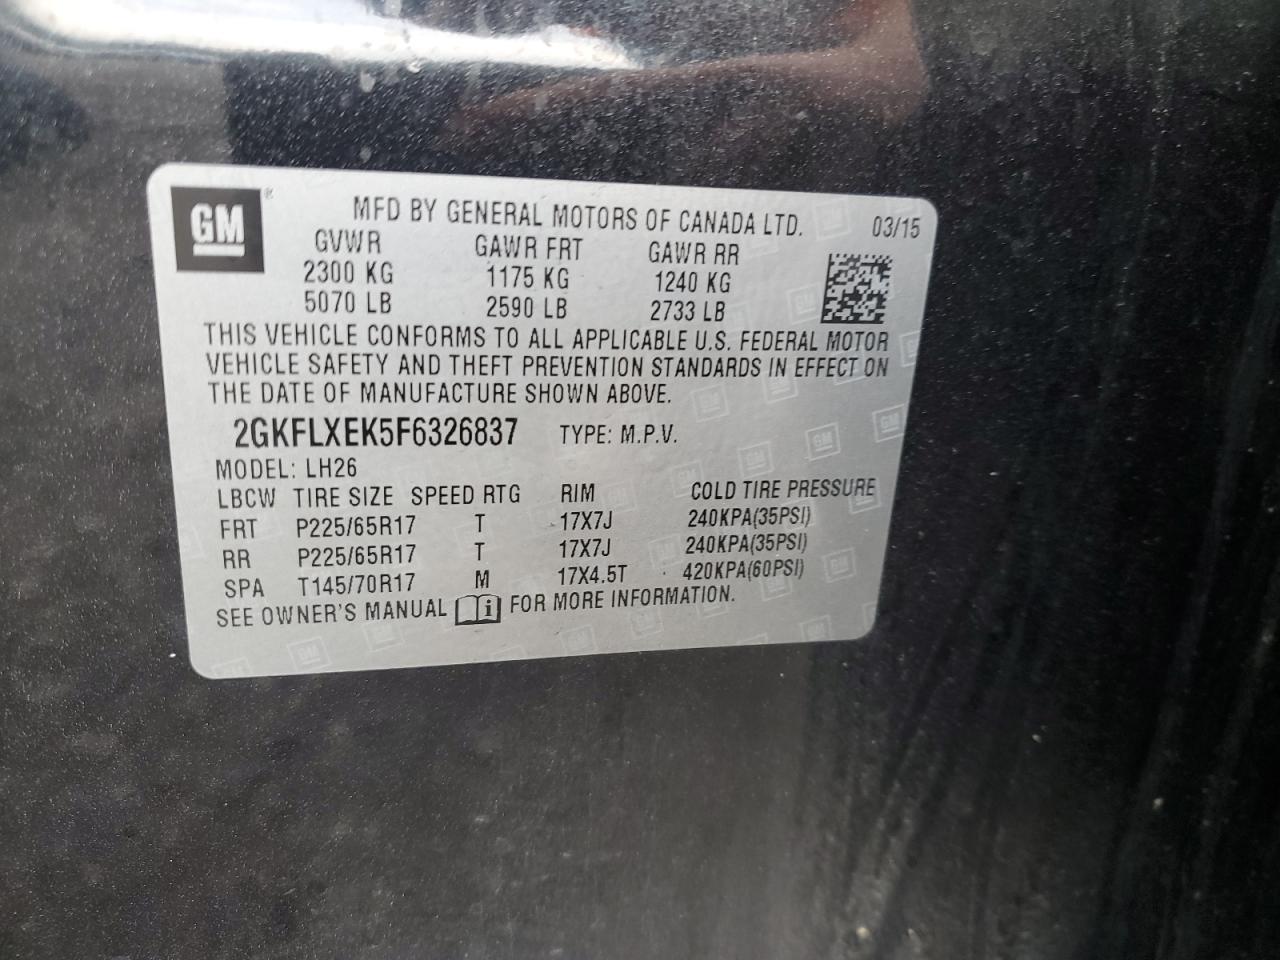 GM ®
MFD BY GENERAL MOTORS OF CANADA LTD. 03/15
GVWR GAWR FRT GAWR RR
2300 KG 1175 KG 1240 KG
5070 LB 2590 LB 2733 LB
THIS VEHICLE CONFORMS TO ALL APPLICABLE U.S. FEDERAL MOTOR
VEHICLE SAFETY AND THEFT PREVENTION STANDARDS IN EFFECT ON
THE DATE OF MANUFACTURE SHOWN ABOVE.
2GKFLXEK5F6326837 TYPE: M.P.V.
MODEL: LH26
LBCW TIRE SIZE SPEED RTG RIM COLD TIRE PRESSURE
FRT P225/65R17 T 17X7J 240KPA(35PSI)
RR P225/65R17 T 17X7J 240KPA(35PSI)
SPA T145/70R17 M 17X4.5T 420KPA(60PSI)
SEE OWNER'S MANUAL i FOR MORE INFORMATION.